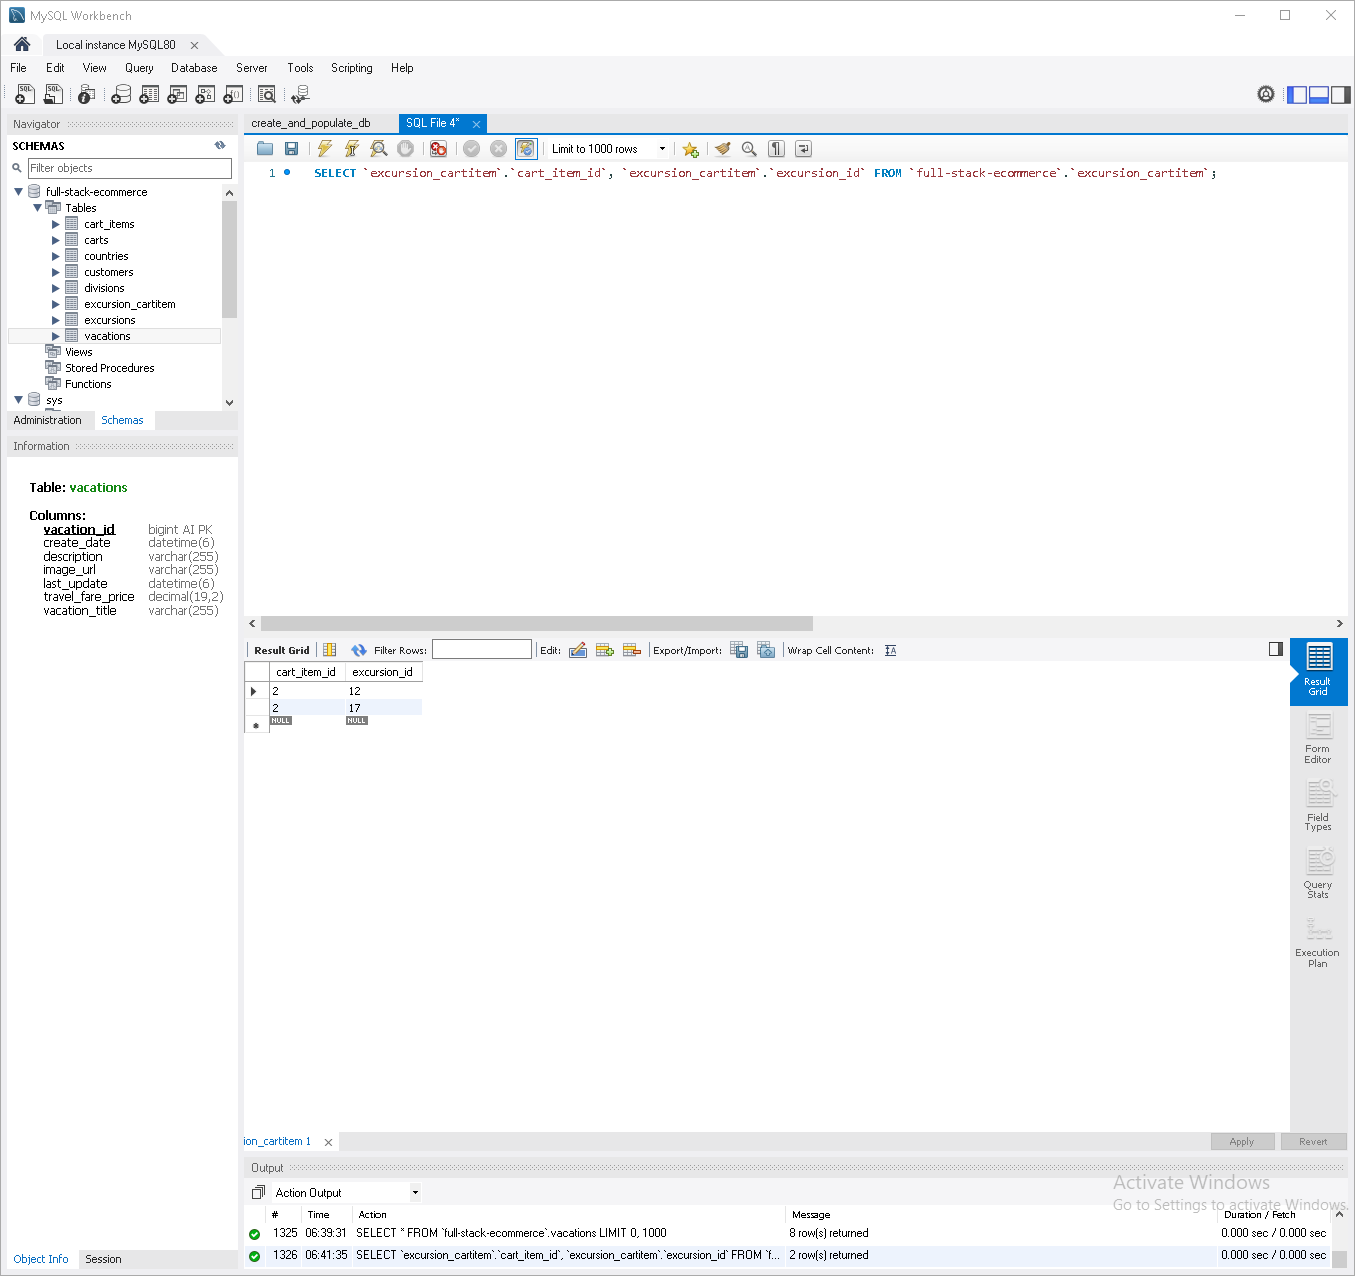 MySQL Workbench
Local instance MySQL80
File Edit View Query Database Server Tools Scripting Help
Navigator
SCHEMAS
Filter objects
full-stack-ecommerce
Tables
cart_items
carts
countries
customers
divisions
excursion_cartitem
excursions
vacations
Views
Stored Procedures
Functions
sys
Administration Schemas
Information
Table: vacations
Columns:
vacation_id bigint AI PK
create_date datetime(6)
description varchar(255)
image_url varchar(255)
last_update datetime(6)
travel_fare_price decimal(19,2)
vacation_title varchar(255)
Object Info Session
create_and_populate_db SQL File 4*
Limit to 1000 rows
1 SELECT `excursion_cartitem`.`cart_item_id`, `excursion_cartitem`.`excursion_id` FROM `full-stack-ecommerce`.`excursion_cartitem`;
Result Grid Filter Rows: Edit: Export/Import: Wrap Cell Content:
cart_item_id excursion_id
2 12
2 17
NULL NULL
Result
Grid
Form
Editor
Field
Types
Query
Stats
Execution
Plan
ion_cartitem 1
Apply Revert
Output
Action Output
# Time Action Message Duration / Fetch
1325 06:39:31 SELECT * FROM `full-stack-ecommerce`.vacations LIMIT 0, 1000 8 row(s) returned 0.000 sec / 0.000 sec
1326 06:41:35 SELECT `excursion_cartitem`.`cart_item_id`, `excursion_cartitem`.`excursion_id` FROM `f... 2 row(s) returned 0.000 sec / 0.000 sec
Activate Windows
Go to Settings to activate Windows.